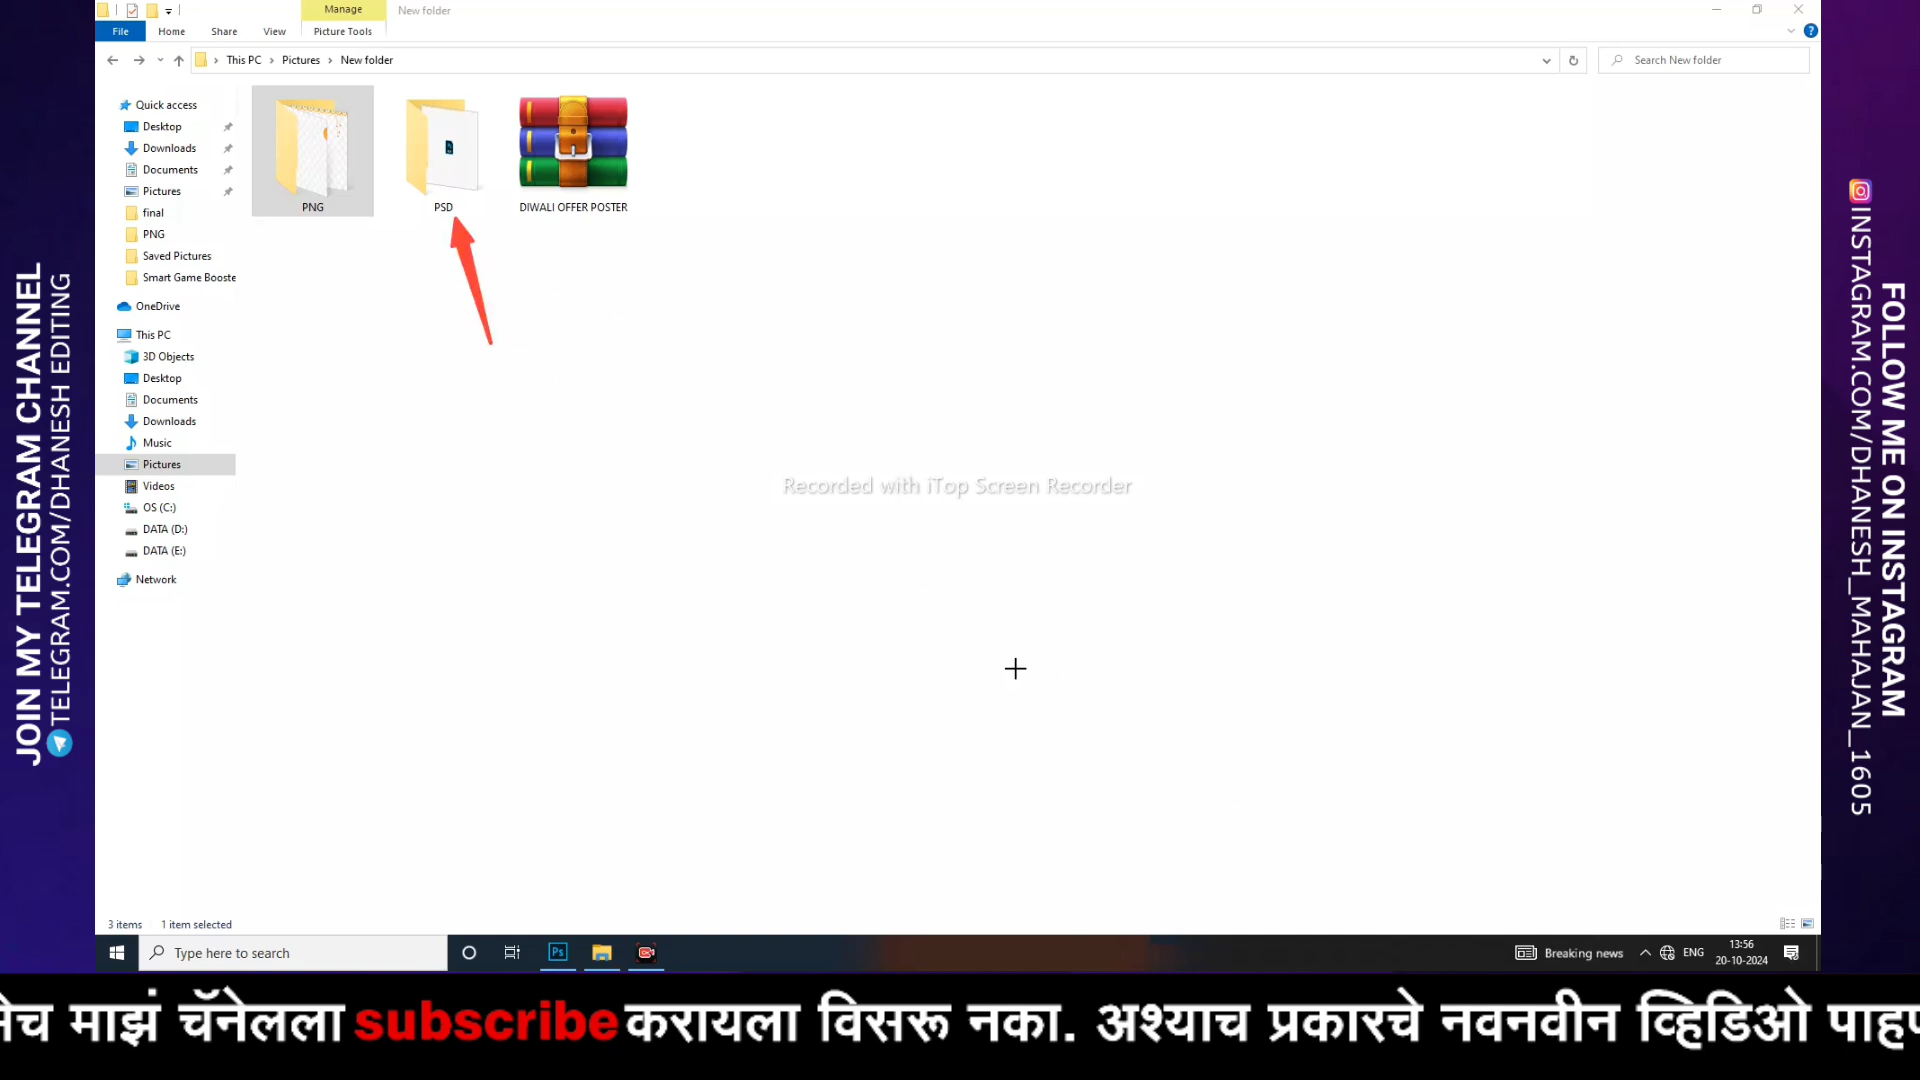 Manage
New folder
File
Home
Share
View
Picture Tools
This PC
Pictures
New folder
Search New folder
Quick access
Desktop
Downloads
Documents
Pictures
final
PNG
Saved Pictures
Smart Game Booste
OneDrive
This PC
3D Objects
Desktop
Documents
Downloads
Music
Pictures
Videos
OS (C:)
DATA (D:)
DATA (E:)
Network
PNG
PSD
DIWALI OFFER POSTER
Recorded with iTop Screen Recorder
3 items
1 item selected
Type here to search
Ps
Breaking news
ENG
13:56
20-10-2024
JOIN MY TELEGRAM CHANNEL
TELEGRAM.COM/DHANESH EDITING
FOLLOW ME ON INSTAGRAM
INSTAGRAM.COM/DHANESH_MAHAJAN_1605
माझं चॅनेलला subscribe करायला विसरू नका. अश्याच प्रकारचे नवनवीन व्हिडिओ